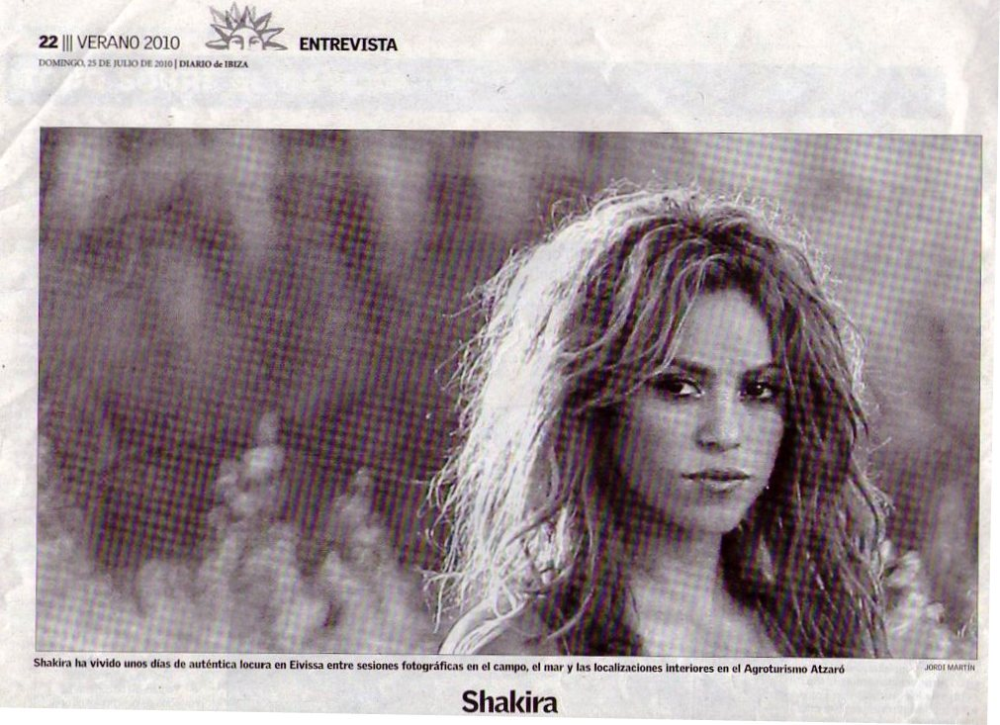 22 ||| VERANO 2010 ENTREVISTA
DOMINGO, 25 DE JULIO DE 2010 | DIARIO de IBIZA
Shakira ha vivido unos días de auténtica locura en Eivissa entre sesiones fotográficas en el campo, el mar y las localizaciones interiores en el Agroturismo Atzaró
JORDI MARTÍN
Shakira